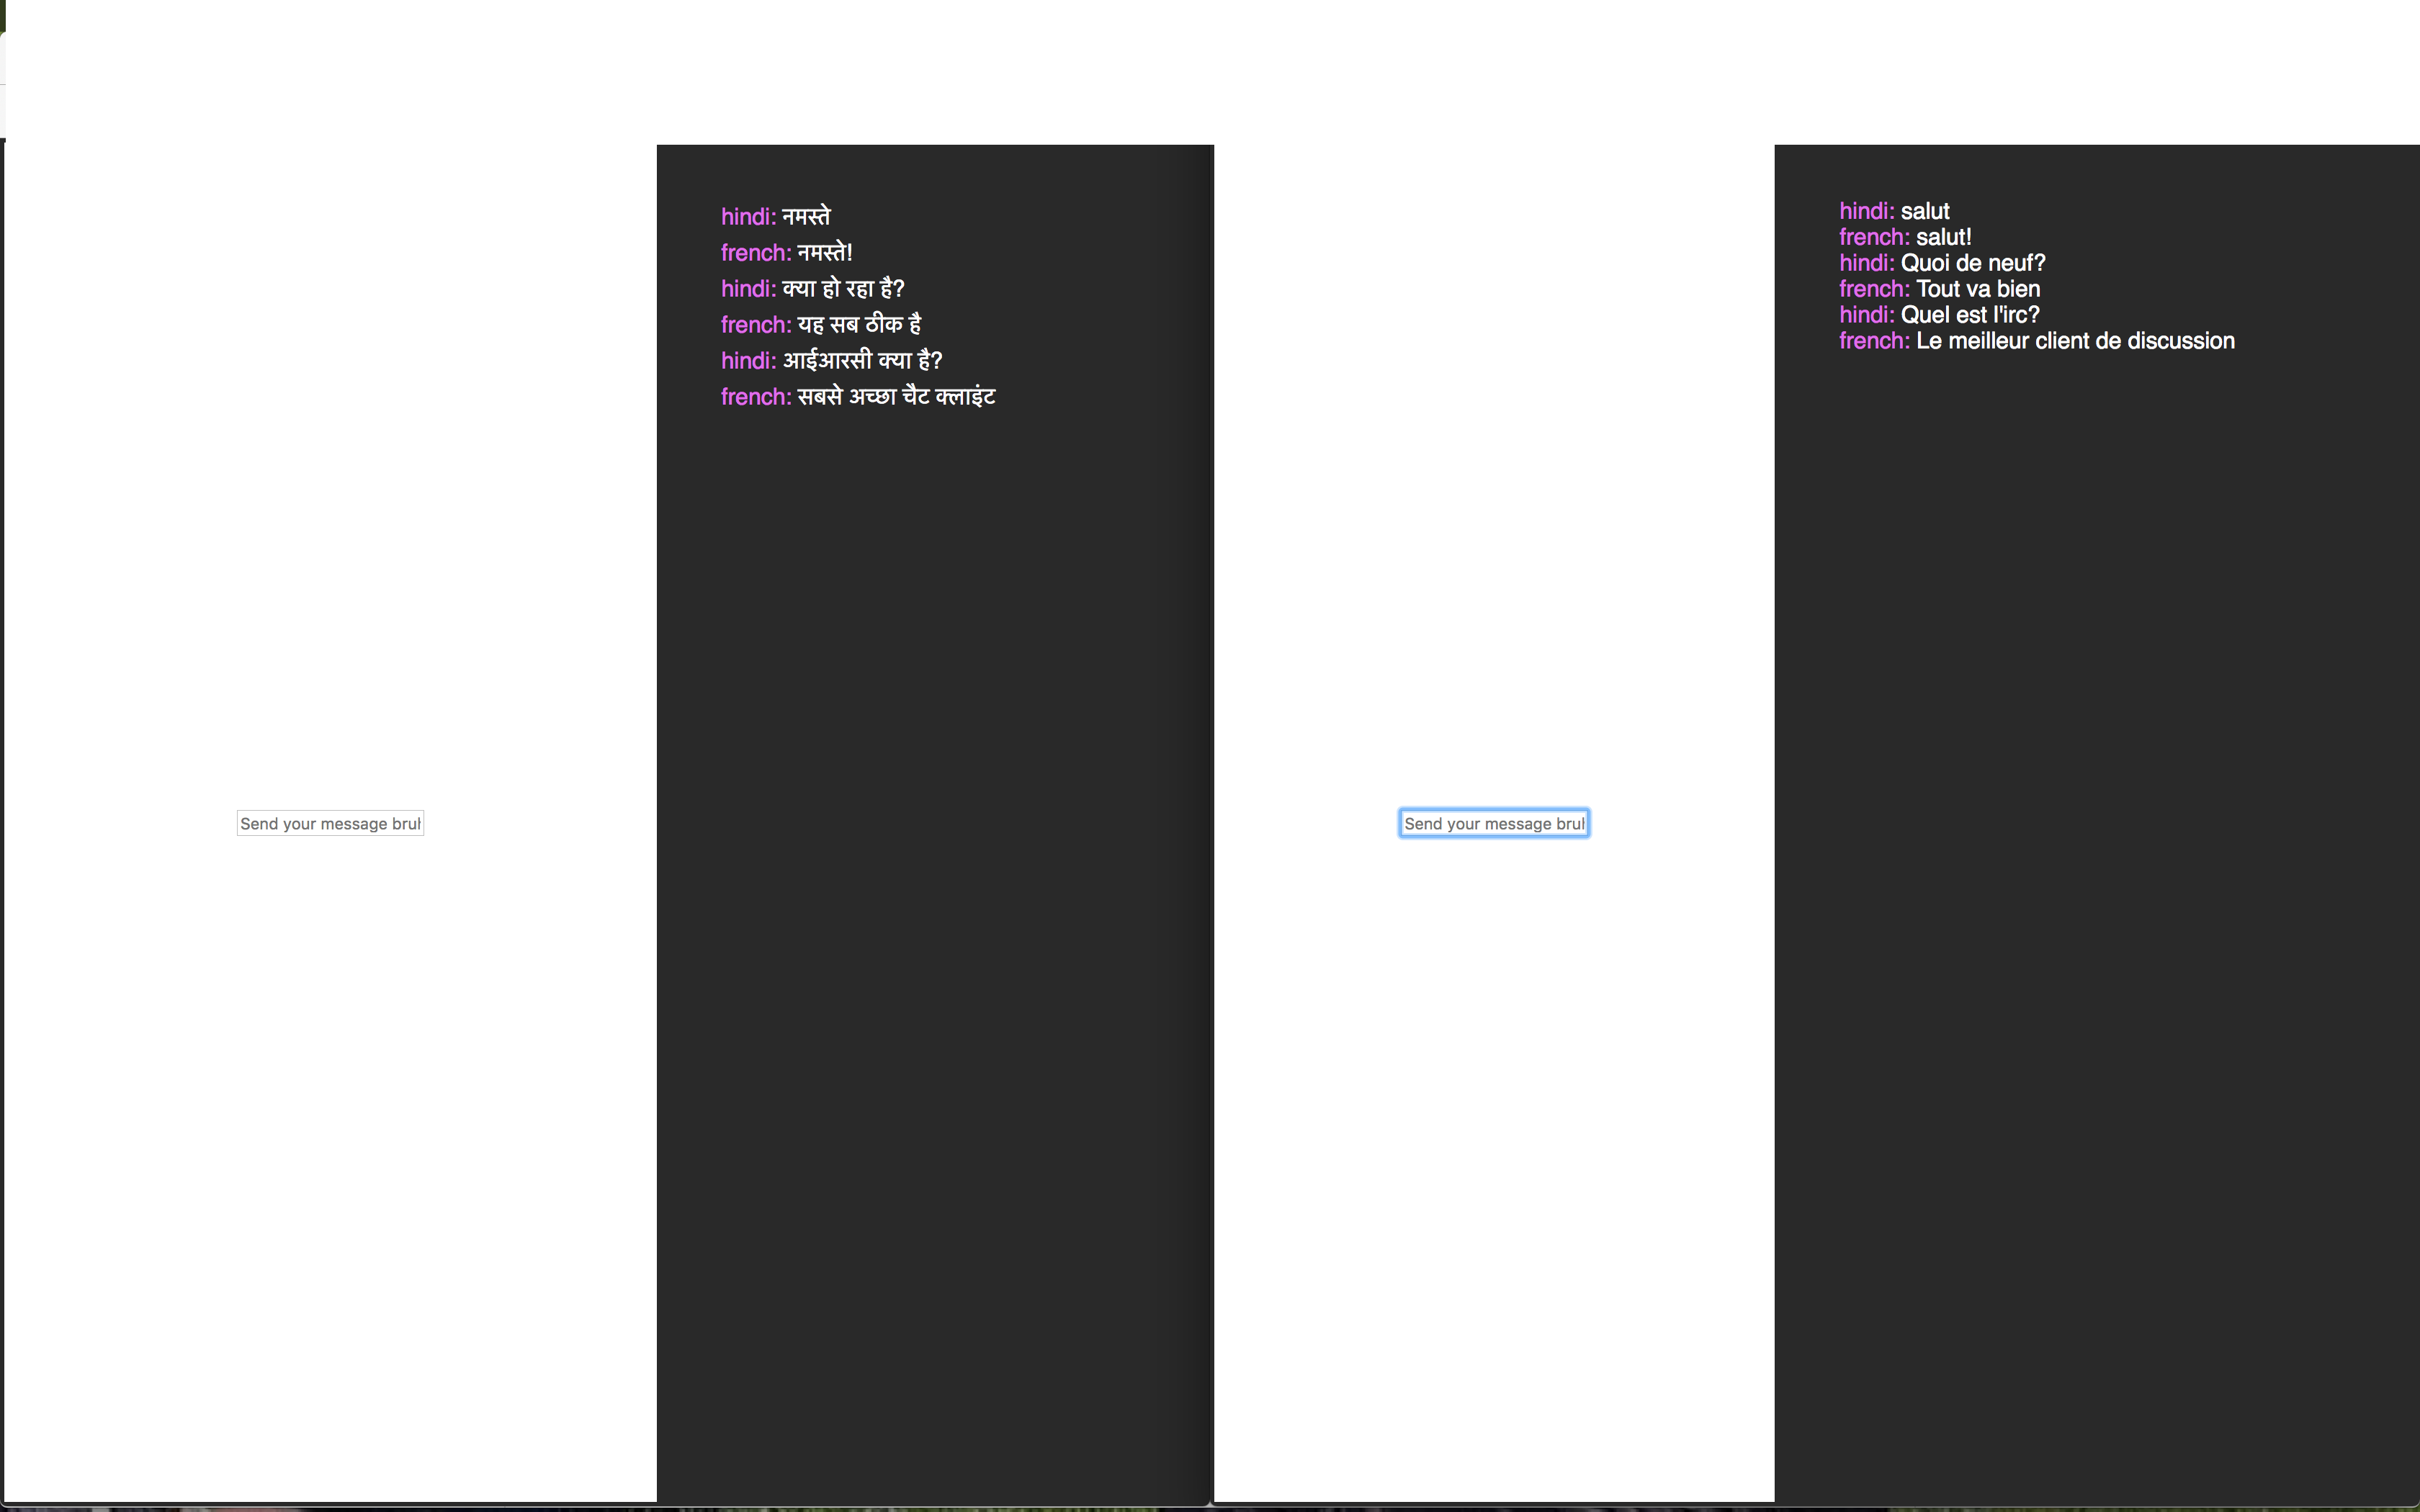 hindi: नमस्ते
french: नमस्ते!
hindi: क्या हो रहा है?
french: यह सब ठीक है
hindi: आईआरसी क्या है?
french: सबसे अच्छा चैट क्लाइंट
Send your message
hindi: salut
french: salut!
hindi: Quoi de neuf?
french: Tout va bien
hindi: Quel est l'irc?
french: Le meilleur client de discussion
Send your message